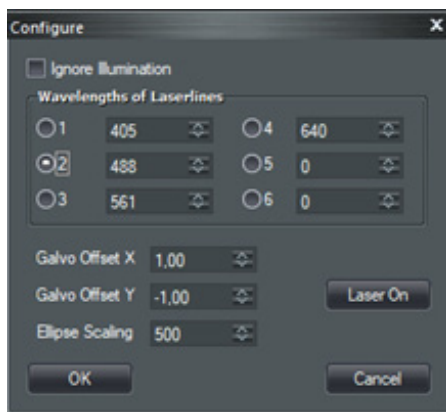 Configure x
Ignore Illumination
Wavelengths of Laserlines
1 405 4 640
2 488 5 0
3 561 6 0
Galvo Offset X 1,00
Galvo Offset Y -1,00 Laser On
Ellipse Scaling 500
OK Cancel